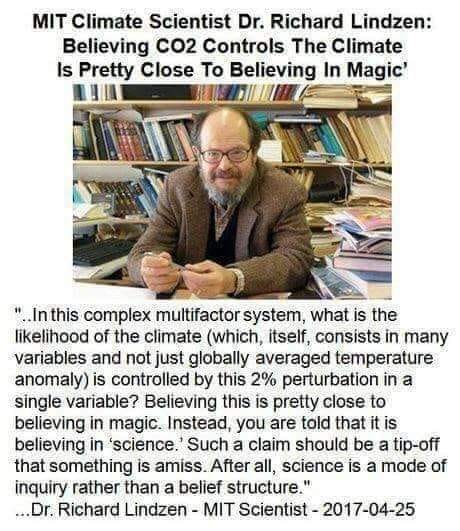 MIT Climate Scientist Dr. Richard Lindzen:
Believing CO2 Controls The Climate
Is Pretty Close To Believing In Magic'
"..In this complex multifactor system, what is the
likelihood of the climate (which, itself, consists in many
variables and not just globally averaged temperature
anomaly) is controlled by this 2% perturbation in a
single variable? Believing this is pretty close to
believing in magic. Instead, you are told that it is
believing in 'science.' Such a claim should be a tip-off
that something is amiss. After all, science is a mode of
inquiry rather than a belief structure."
...Dr. Richard Lindzen - MIT Scientist - 2017-04-25